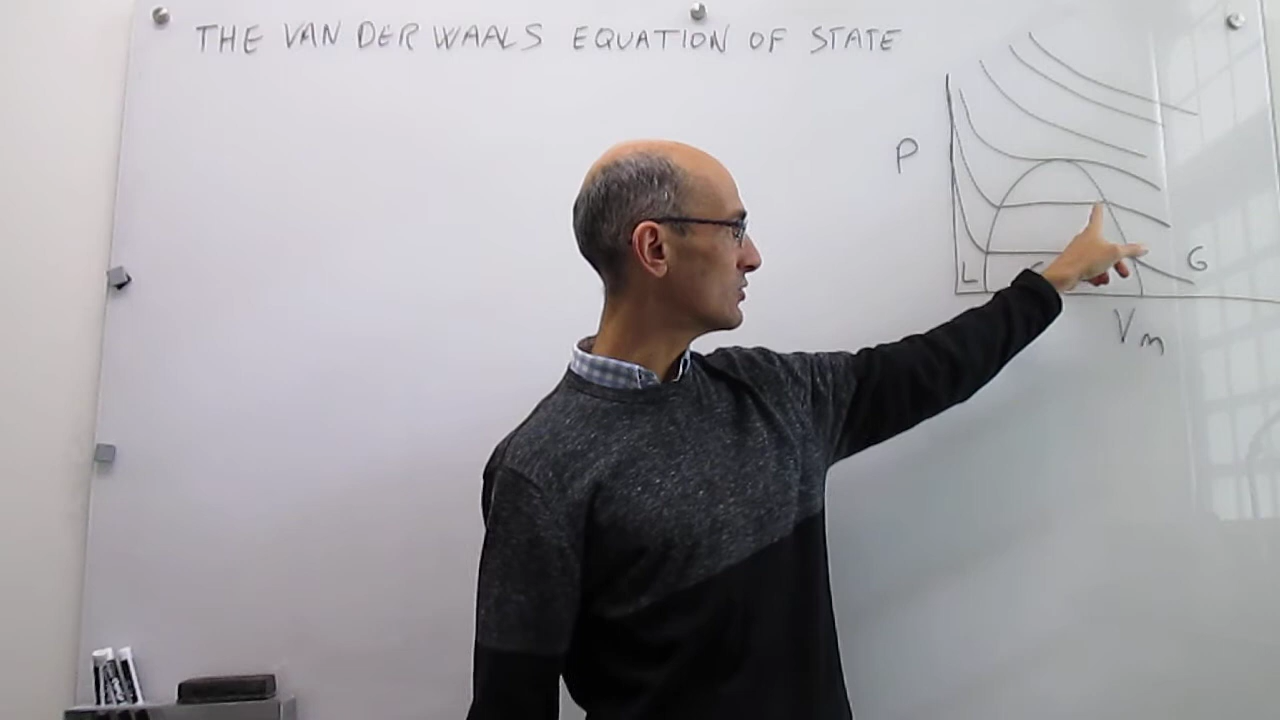 THE VAN DER WAALS EQUATION OF STATE
P
L
G
Vm